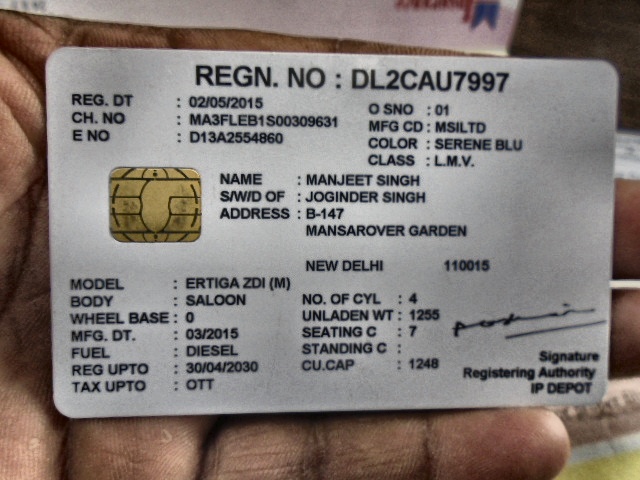 REGN. NO : DL2CAU7997
REG. DT : 02/05/2015
CH. NO : MA3FLEB1S00309631
E NO : D13A2554860
O SNO : 01
MFG CD : MSILTD
COLOR : SERENE BLU
CLASS : L.M.V.
NAME : MANJEET SINGH
S/W/D OF : JOGINDER SINGH
ADDRESS : B-147
MANSAROVER GARDEN
NEW DELHI 110015
MODEL : ERTIGA ZDI (M)
BODY : SALOON
WHEEL BASE : 0
MFG. DT. : 03/2015
FUEL : DIESEL
REG UPTO : 30/04/2030
TAX UPTO : OTT
NO. OF CYL : 4
UNLADEN WT : 1255
SEATING C : 7
STANDING C :
CU.CAP : 1248
Signature
Registering Authority
IP DEPOT